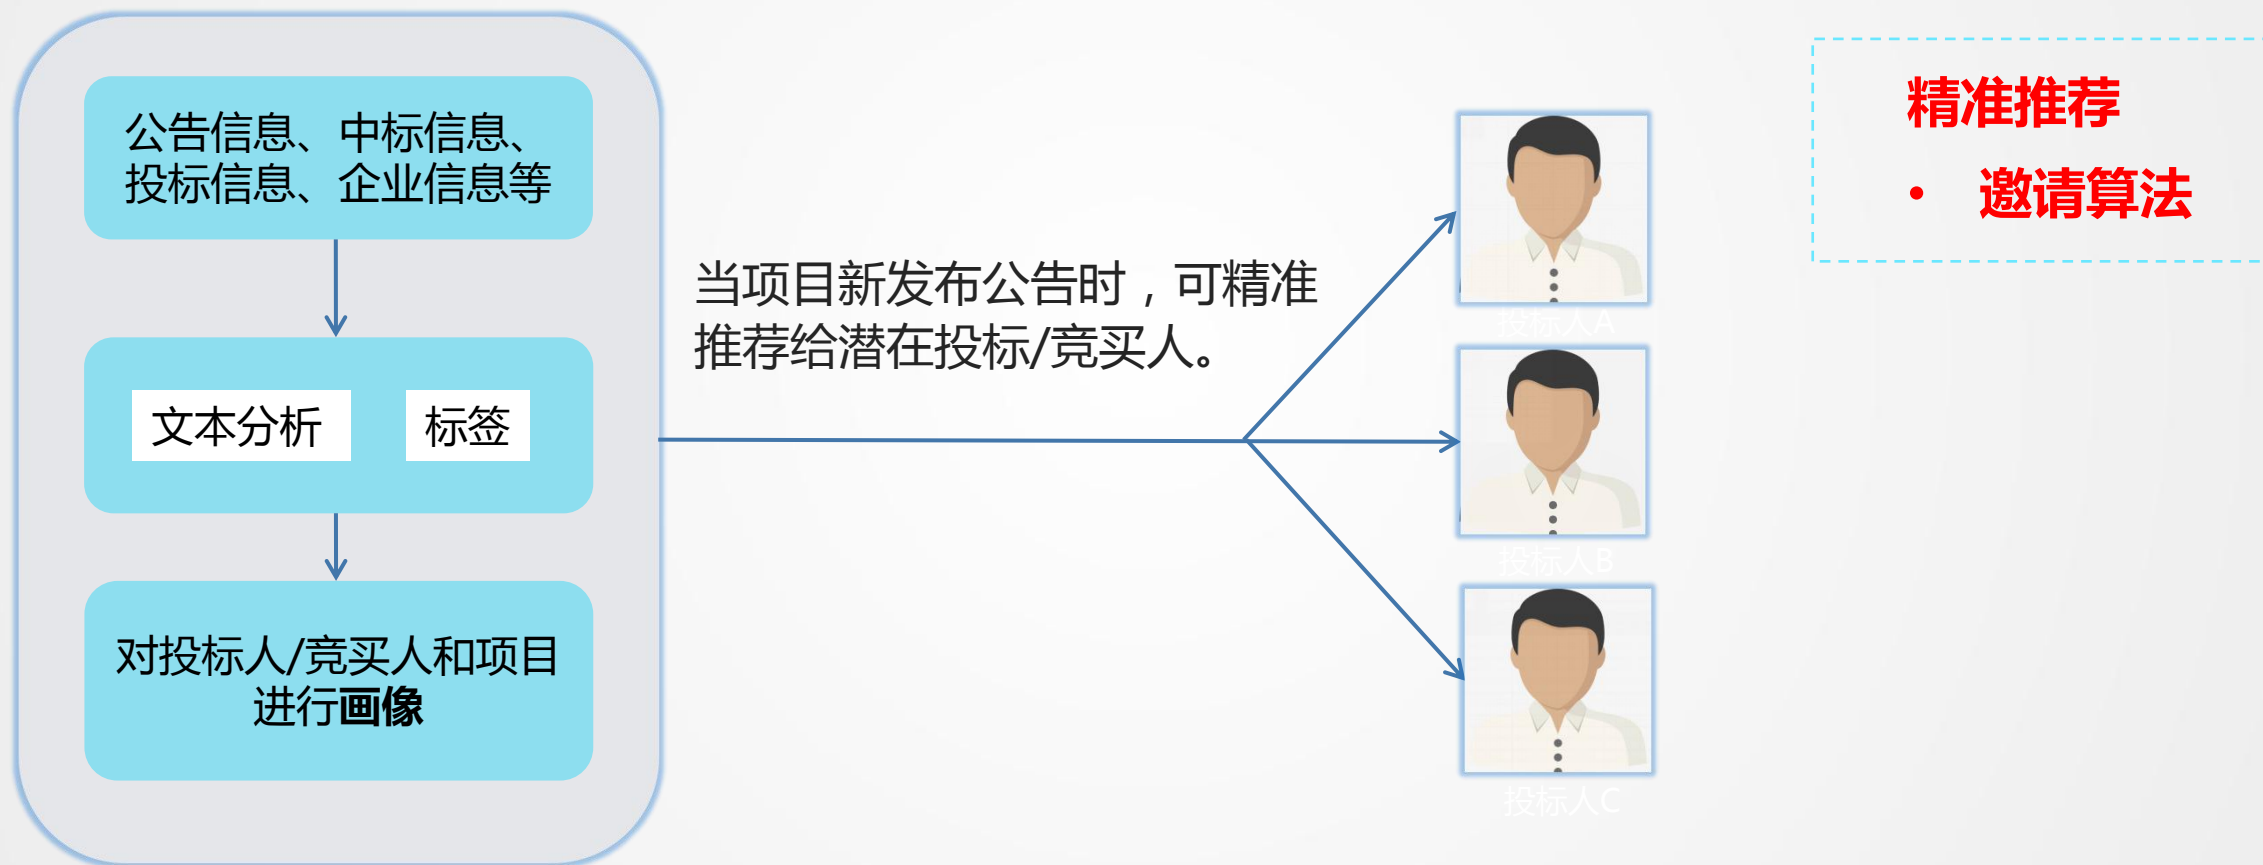 公告信息、中标信息、
投标信息、企业信息等
文本分析
标签
对投标人/竞买人和项目
进行画像
当项目新发布公告时，可精准
推荐给潜在投标/竞买人。
投标人A
投标人B
投标人C
精准推荐
• 邀请算法